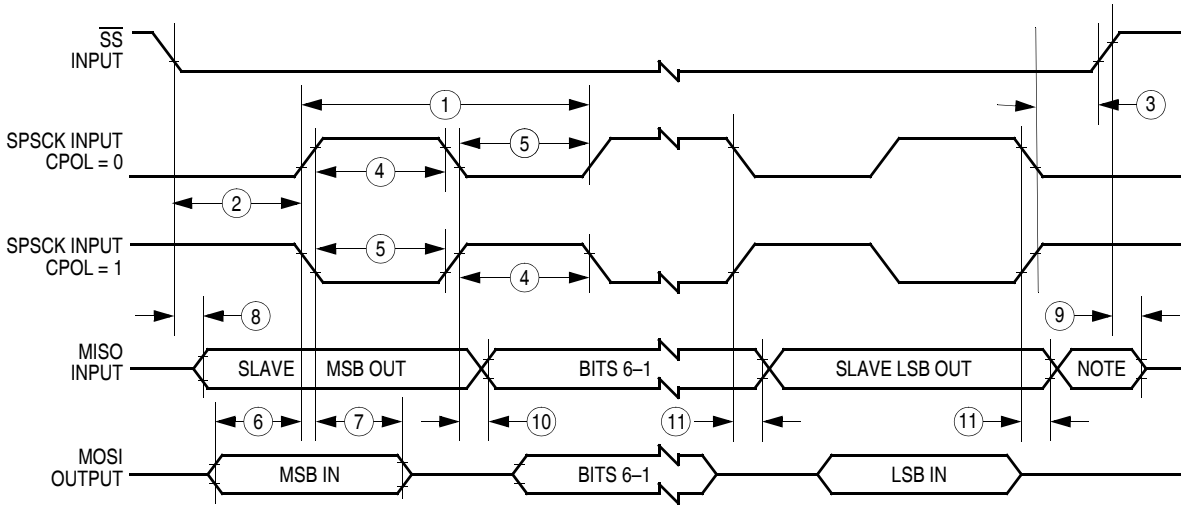 SS
INPUT
1
3
SPSCK INPUT
CPOL = 0
5
4
2
SPSCK INPUT
CPOL = 1
5
4
8
9
MISO
INPUT
SLAVE MSB OUT
BITS 6–1
SLAVE LSB OUT
NOTE
6
7
10
11
11
MOSI
OUTPUT
MSB IN
BITS 6–1
LSB IN